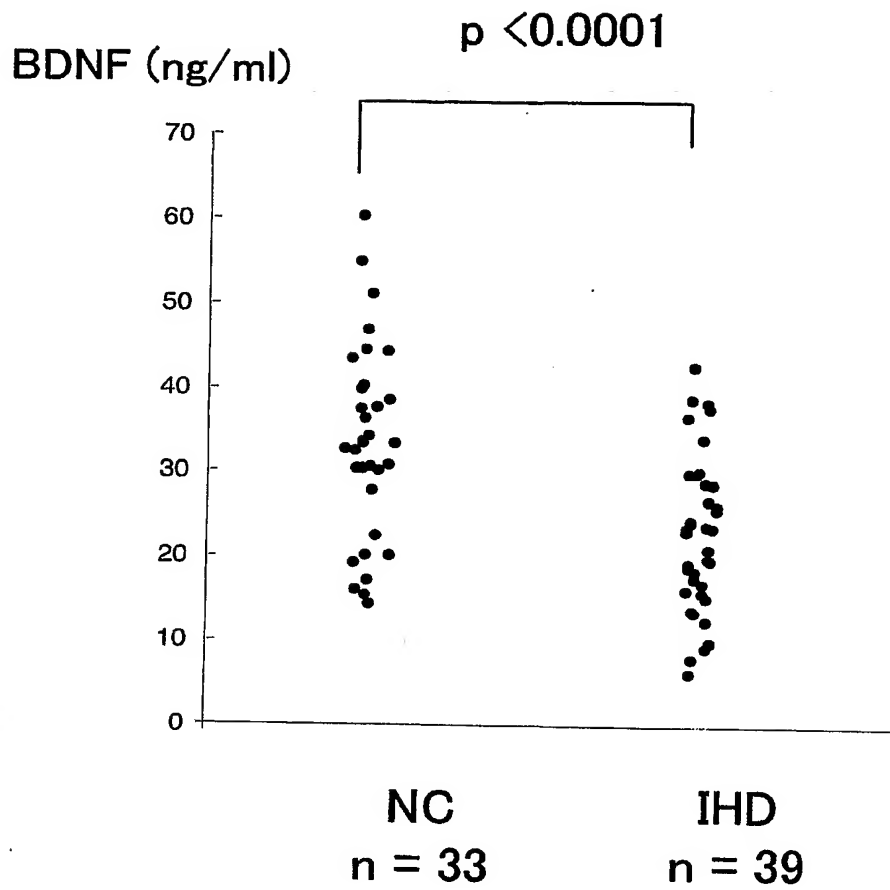 p <0.0001
BDNF (ng/ml)
70
60
50
40
30
20
10
0
NC
IHD
n = 33
n = 39